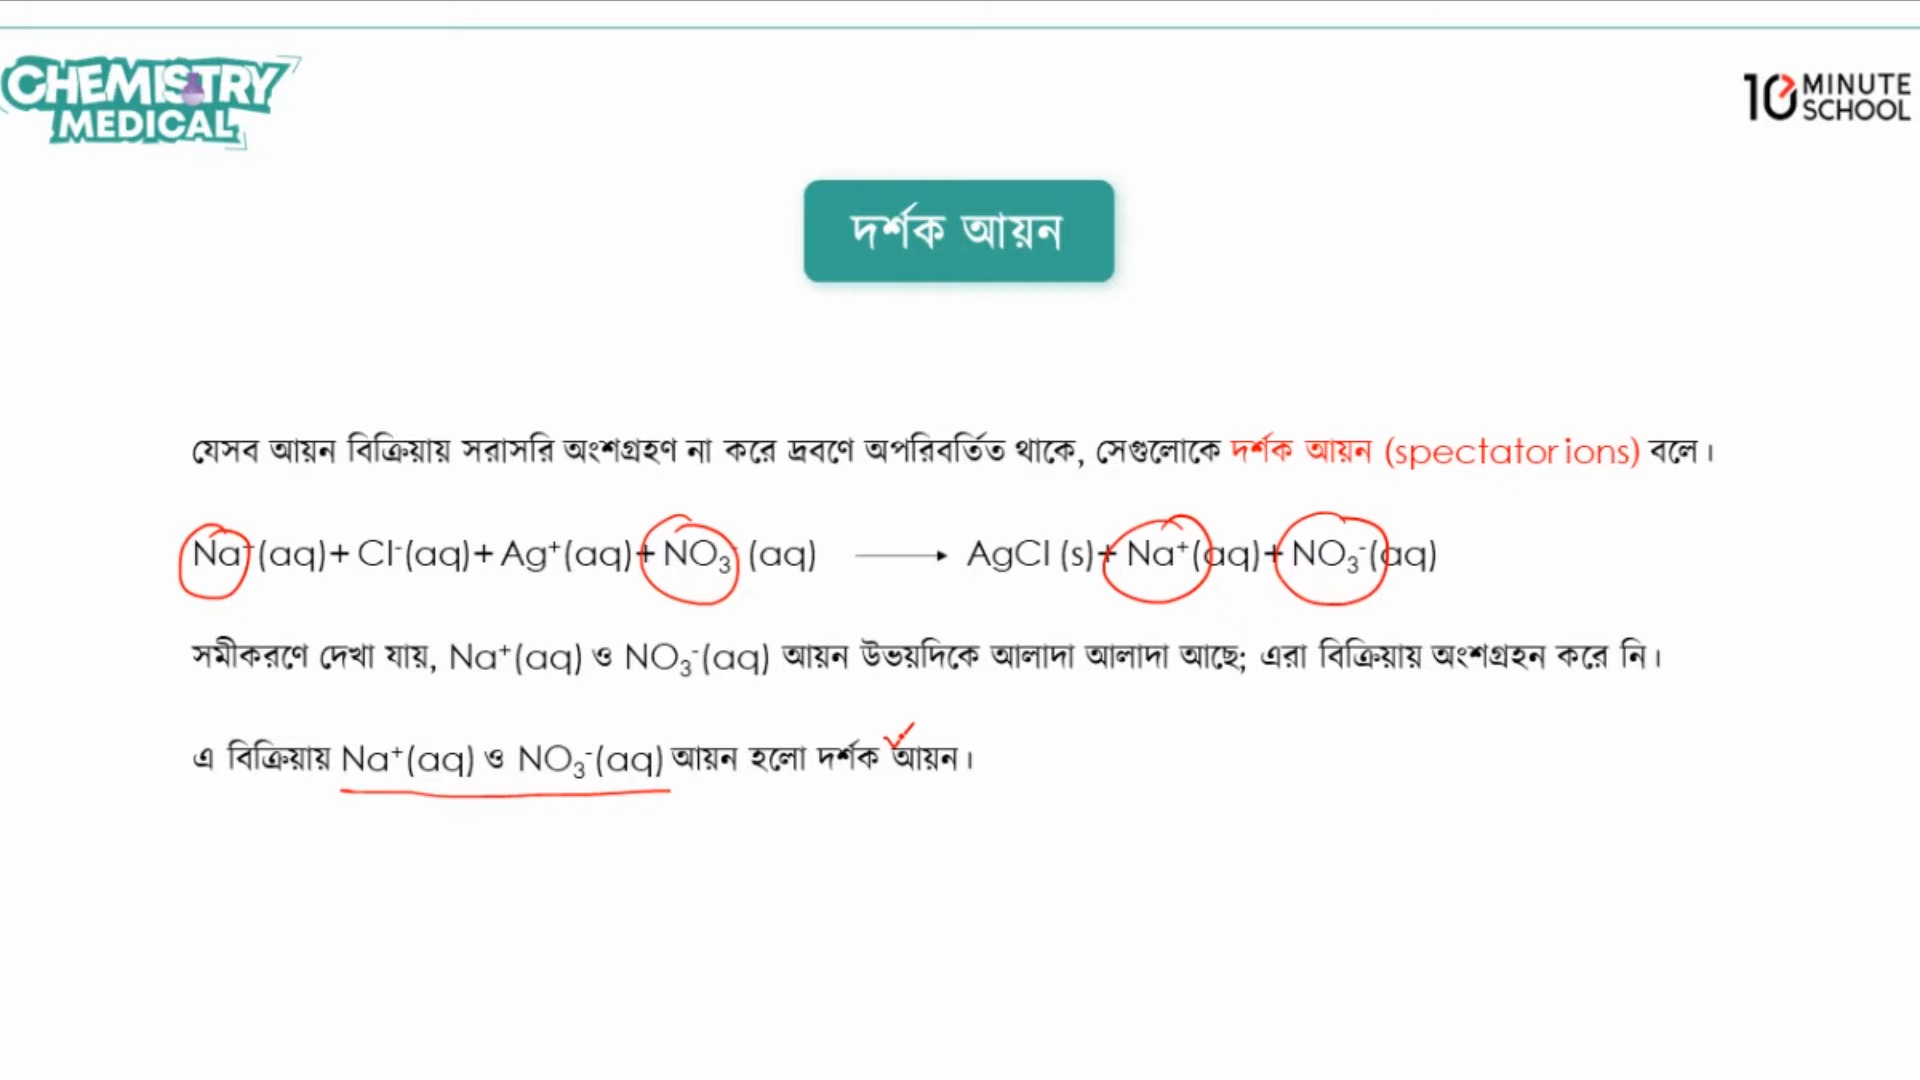 CHEMISTRY
MEDICAL
10 MINUTE
SCHOOL
দর্শক আয়ন
যেসব আয়ন বিক্রিয়ায় সরাসরি অংশগ্রহণ না করে দ্রবণে অপরিবর্তিত থাকে, সেগুলোকে দর্শক আয়ন (spectator ions) বলে।
Na⁺(aq)+ Cl⁻(aq)+ Ag⁺(aq)+ NO₃⁻(aq) ⟶ AgCl (s)+ Na⁺(aq)+ NO₃⁻(aq)
সমীকরণে দেখা যায়, Na⁺(aq) ও NO₃⁻(aq) আয়ন উভয়দিকে আলাদা আলাদা আছে; এরা বিক্রিয়ায় অংশগ্রহন করে নি।
এ বিক্রিয়ায় Na⁺(aq) ও NO₃⁻(aq) আয়ন হলো দর্শক আয়ন।